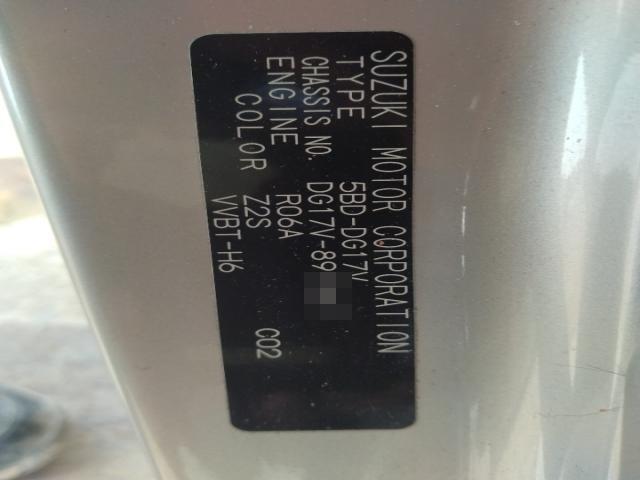 SUZUKI MOTOR CORPORATION
TYPE 5BD-DG17V
CHASSIS NO. DG17V-89
ENGINE R06A
COLOR Z2S C02
VVBT-H6